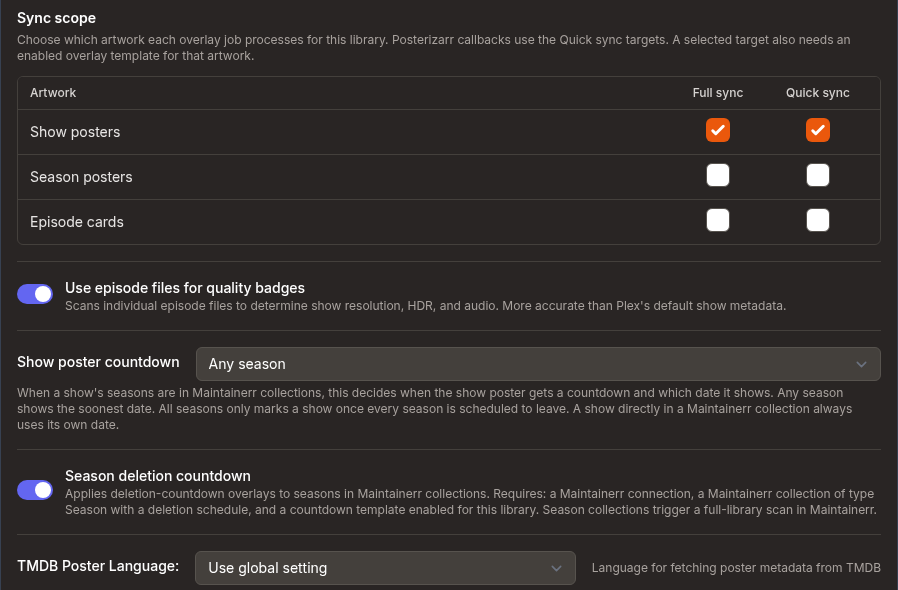 Sync scope
Choose which artwork each overlay job processes for this library. Posterizarr callbacks use the Quick sync targets. A selected target also needs an
enabled overlay template for that artwork.
Artwork Full sync Quick sync
Show posters
Season posters
Episode cards
Use episode files for quality badges
Scans individual episode files to determine show resolution, HDR, and audio. More accurate than Plex's default show metadata.
Show poster countdown Any season
When a show's seasons are in Maintainerr collections, this decides when the show poster gets a countdown and which date it shows. Any season
shows the soonest date. All seasons only marks a show once every season is scheduled to leave. A show directly in a Maintainerr collection always
uses its own date.
Season deletion countdown
Applies deletion-countdown overlays to seasons in Maintainerr collections. Requires: a Maintainerr connection, a Maintainerr collection of type
Season with a deletion schedule, and a countdown template enabled for this library. Season collections trigger a full-library scan in Maintainerr.
TMDB Poster Language: Use global setting Language for fetching poster metadata from TMDB